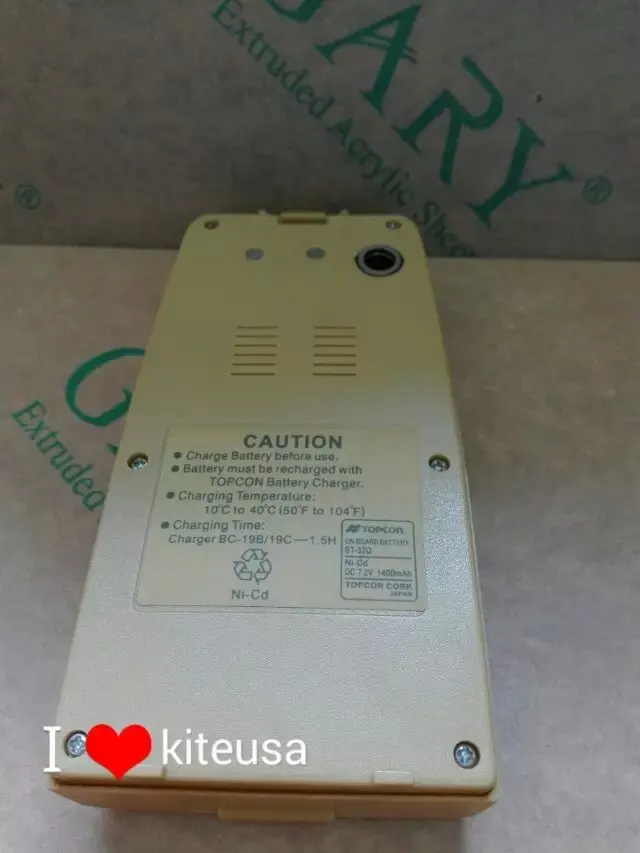 GARY ®
Extruded Acrylic Shee
®
G
Extruded
CAUTION
● Charge Battery before use.
● Battery must be recharged with
TOPCON Battery Charger.
● Charging Temperature:
10°C to 40°C (50°F to 104°F)
● Charging Time:
Charger BC-19B/19C—1.5H
Ni-Cd
TOPCON
ON-BOARD BATTERY
BT-32Q
Ni-Cd
DC 7.2V 1400mAh
TOPCON CORP.
JAPAN
I ❤ kiteusa